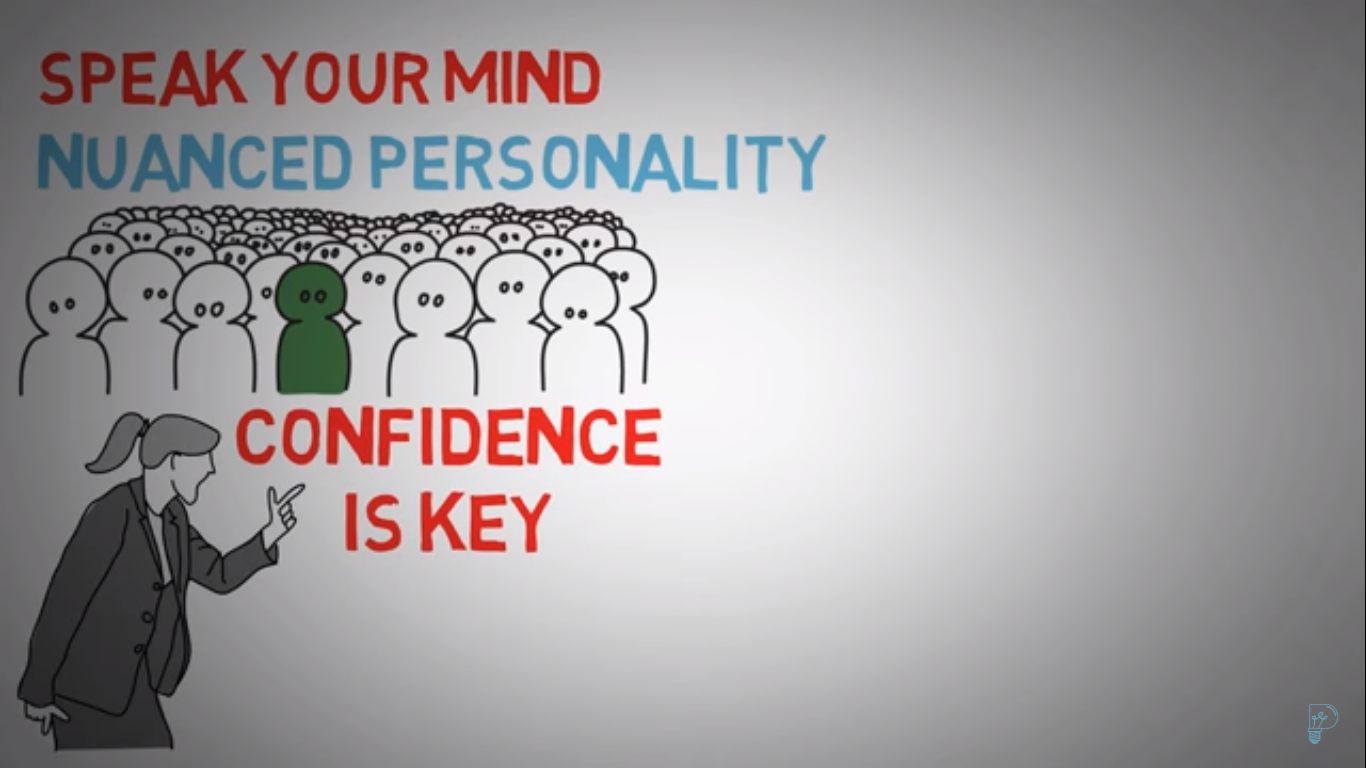 SPEAK YOUR MIND
NUANCED PERSONALITY
CONFIDENCE
IS KEY